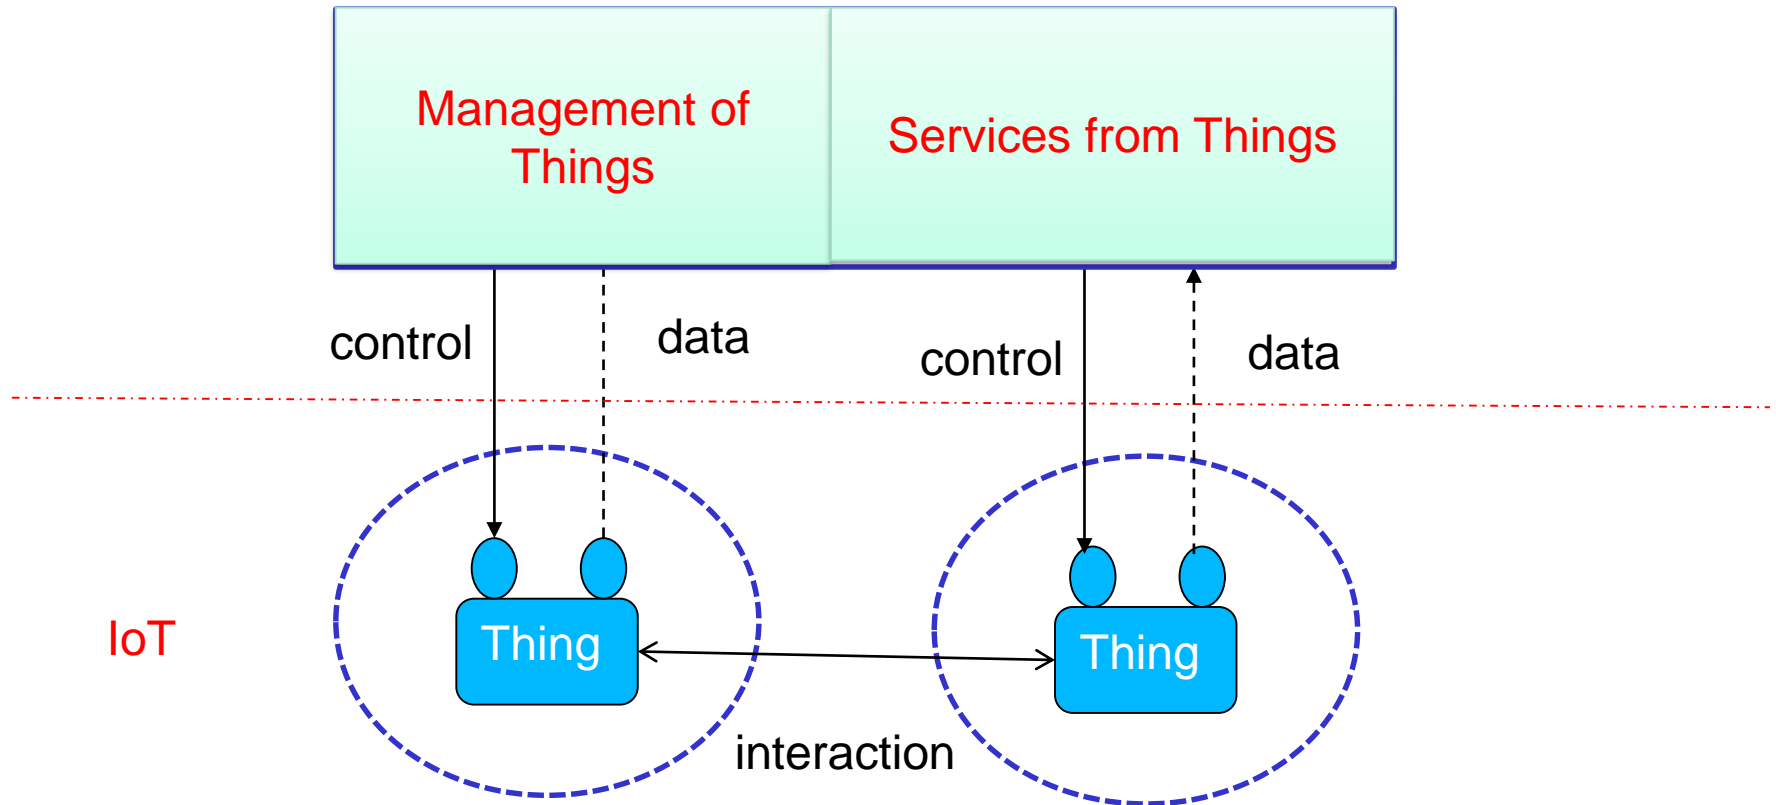 Management of
Things
Services from Things
control
data
control
data
IoT
Thing
Thing
interaction